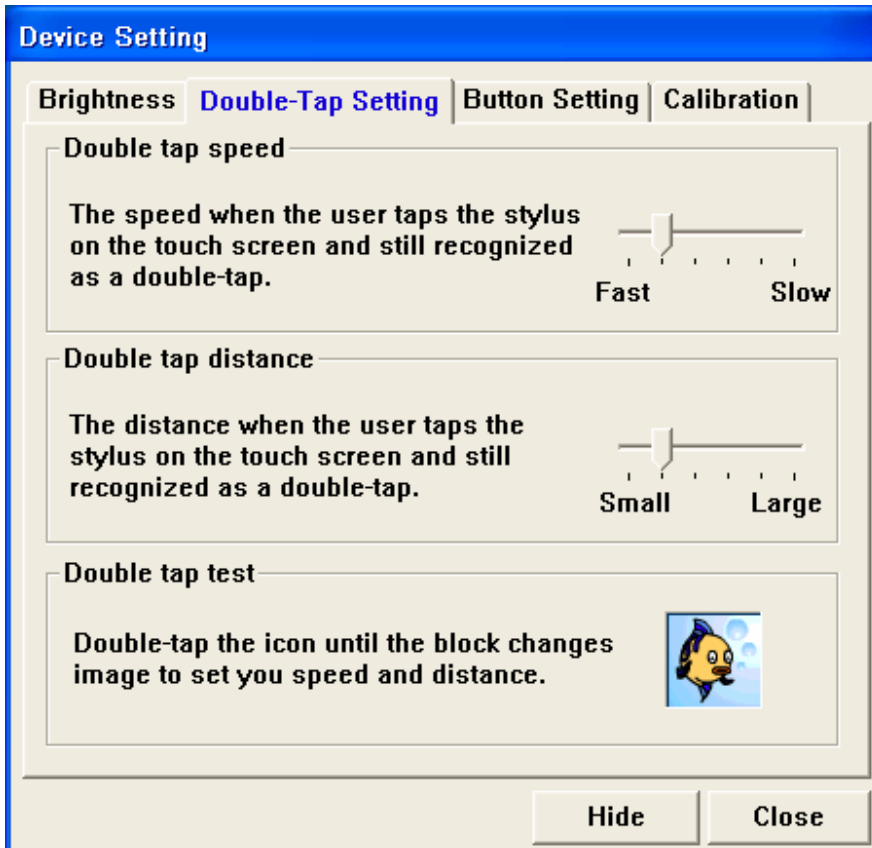 Device Setting
Brightness Double-Tap Setting Button Setting Calibration
Double tap speed
The speed when the user taps the stylus
on the touch screen and still recognized
as a double-tap.
Fast Slow
Double tap distance
The distance when the user taps the
stylus on the touch screen and still
recognized as a double-tap.
Small Large
Double tap test
Double-tap the icon until the block changes
image to set you speed and distance.
Hide Close